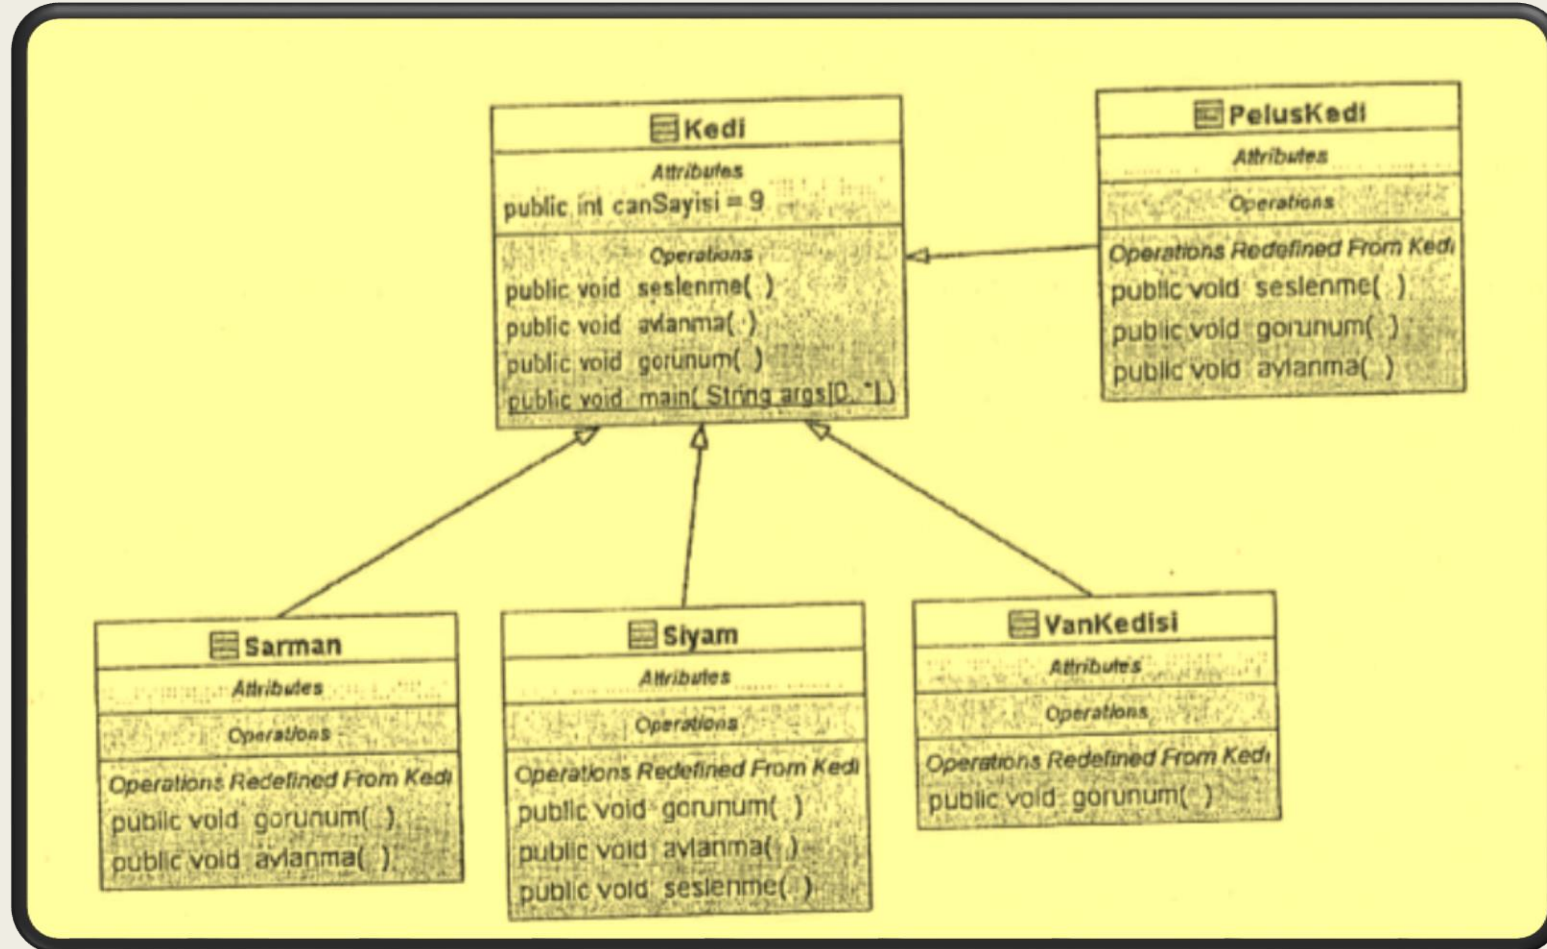 Kedi
Attributes
public int canSayisi = 9
Operations
public void seslenme( )
public void avlanma( )
public void gorunum( )
public void main( String args[0..*] )
PelusKedi
Attributes
Operations
Operations Redefined From Kedi
public void seslenme( )
public void gorunum( )
public void avlanma( )
Sarman
Attributes
Operations
Operations Redefined From Kedi
public void gorunum( )
public void avlanma( )
Siyam
Attributes
Operations
Operations Redefined From Kedi
public void gorunum( )
public void avlanma( )
public void seslenme( )
VanKedisi
Attributes
Operations
Operations Redefined From Kedi
public void gorunum( )